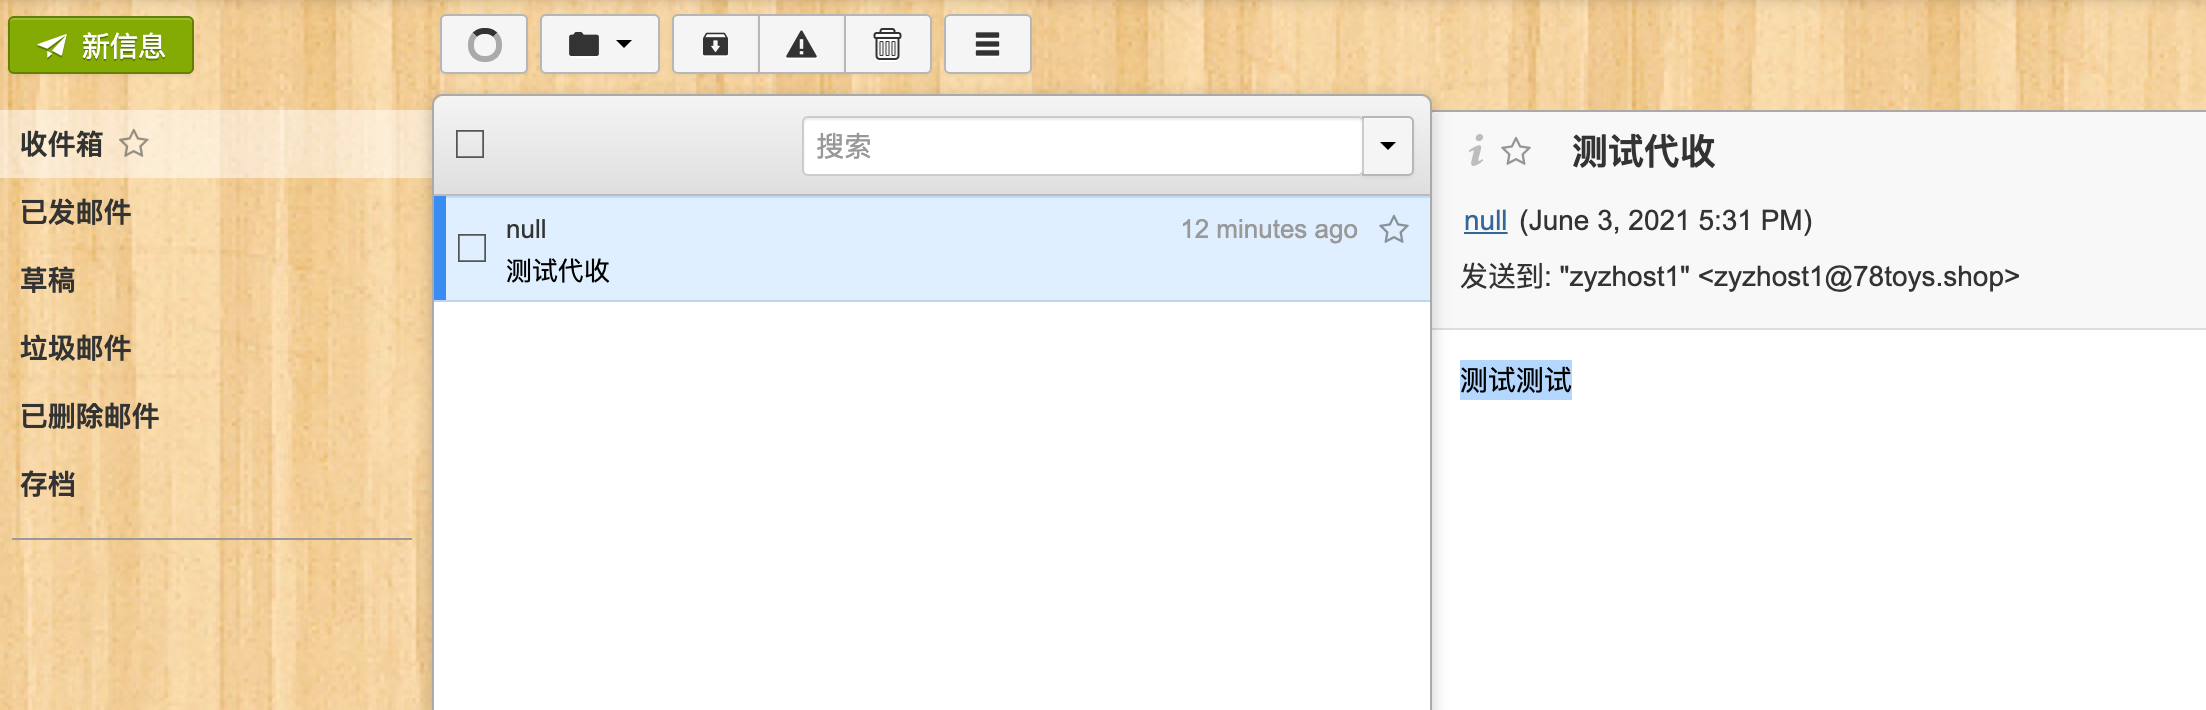 新信息
收件箱
已发邮件
草稿
垃圾邮件
已删除邮件
存档
搜索
null
12 minutes ago
测试代收
测试代收
null (June 3, 2021 5:31 PM)
发送到: "zyzhost1" <zyzhost1@78toys.shop>
测试测试